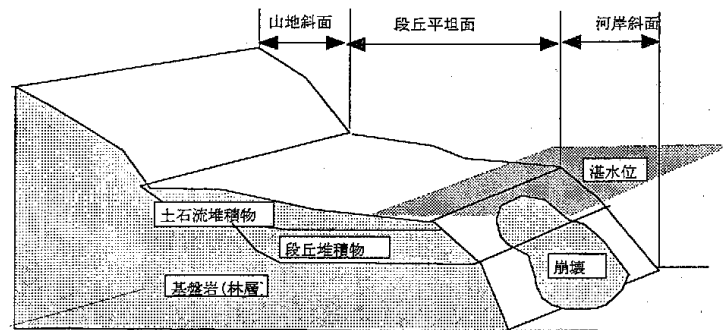 山地斜面
段丘平坦面
河岸斜面
湛水位
土石流堆積物
段丘堆積物
崩壊
基盤岩(林層)